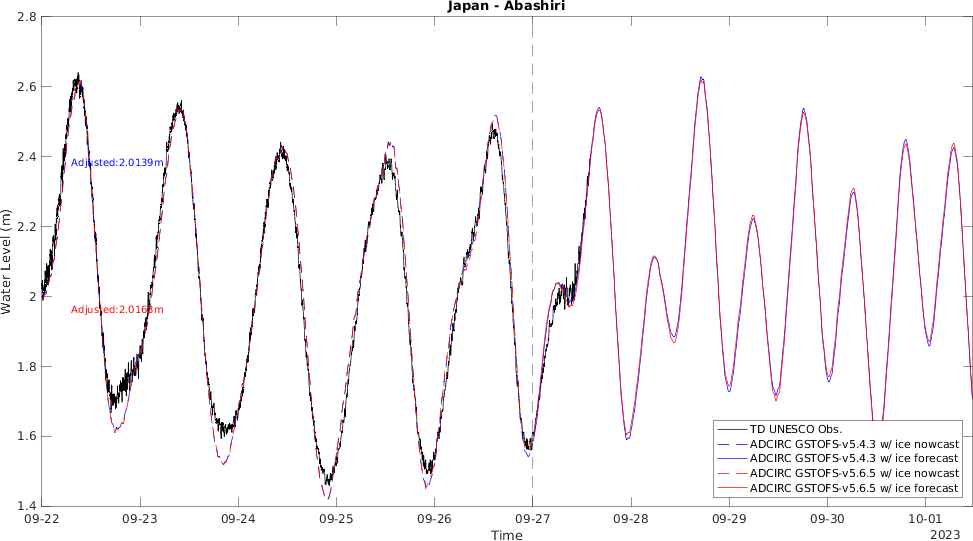 Japan - Abashiri
2.8
2.6
2.4
2.2
2
1.8
1.6
1.4
Water Level (m)
Adjusted:2.0139m
Adjusted:2.0163m
TD UNESCO Obs.
ADCIRC GSTOFS-v5.4.3 w/ ice nowcast
ADCIRC GSTOFS-v5.4.3 w/ ice forecast
ADCIRC GSTOFS-v5.6.5 w/ ice nowcast
ADCIRC GSTOFS-v5.6.5 w/ ice forecast
09-22 09-23 09-24 09-25 09-26 09-27 09-28 09-29 09-30 10-01
Time
2023